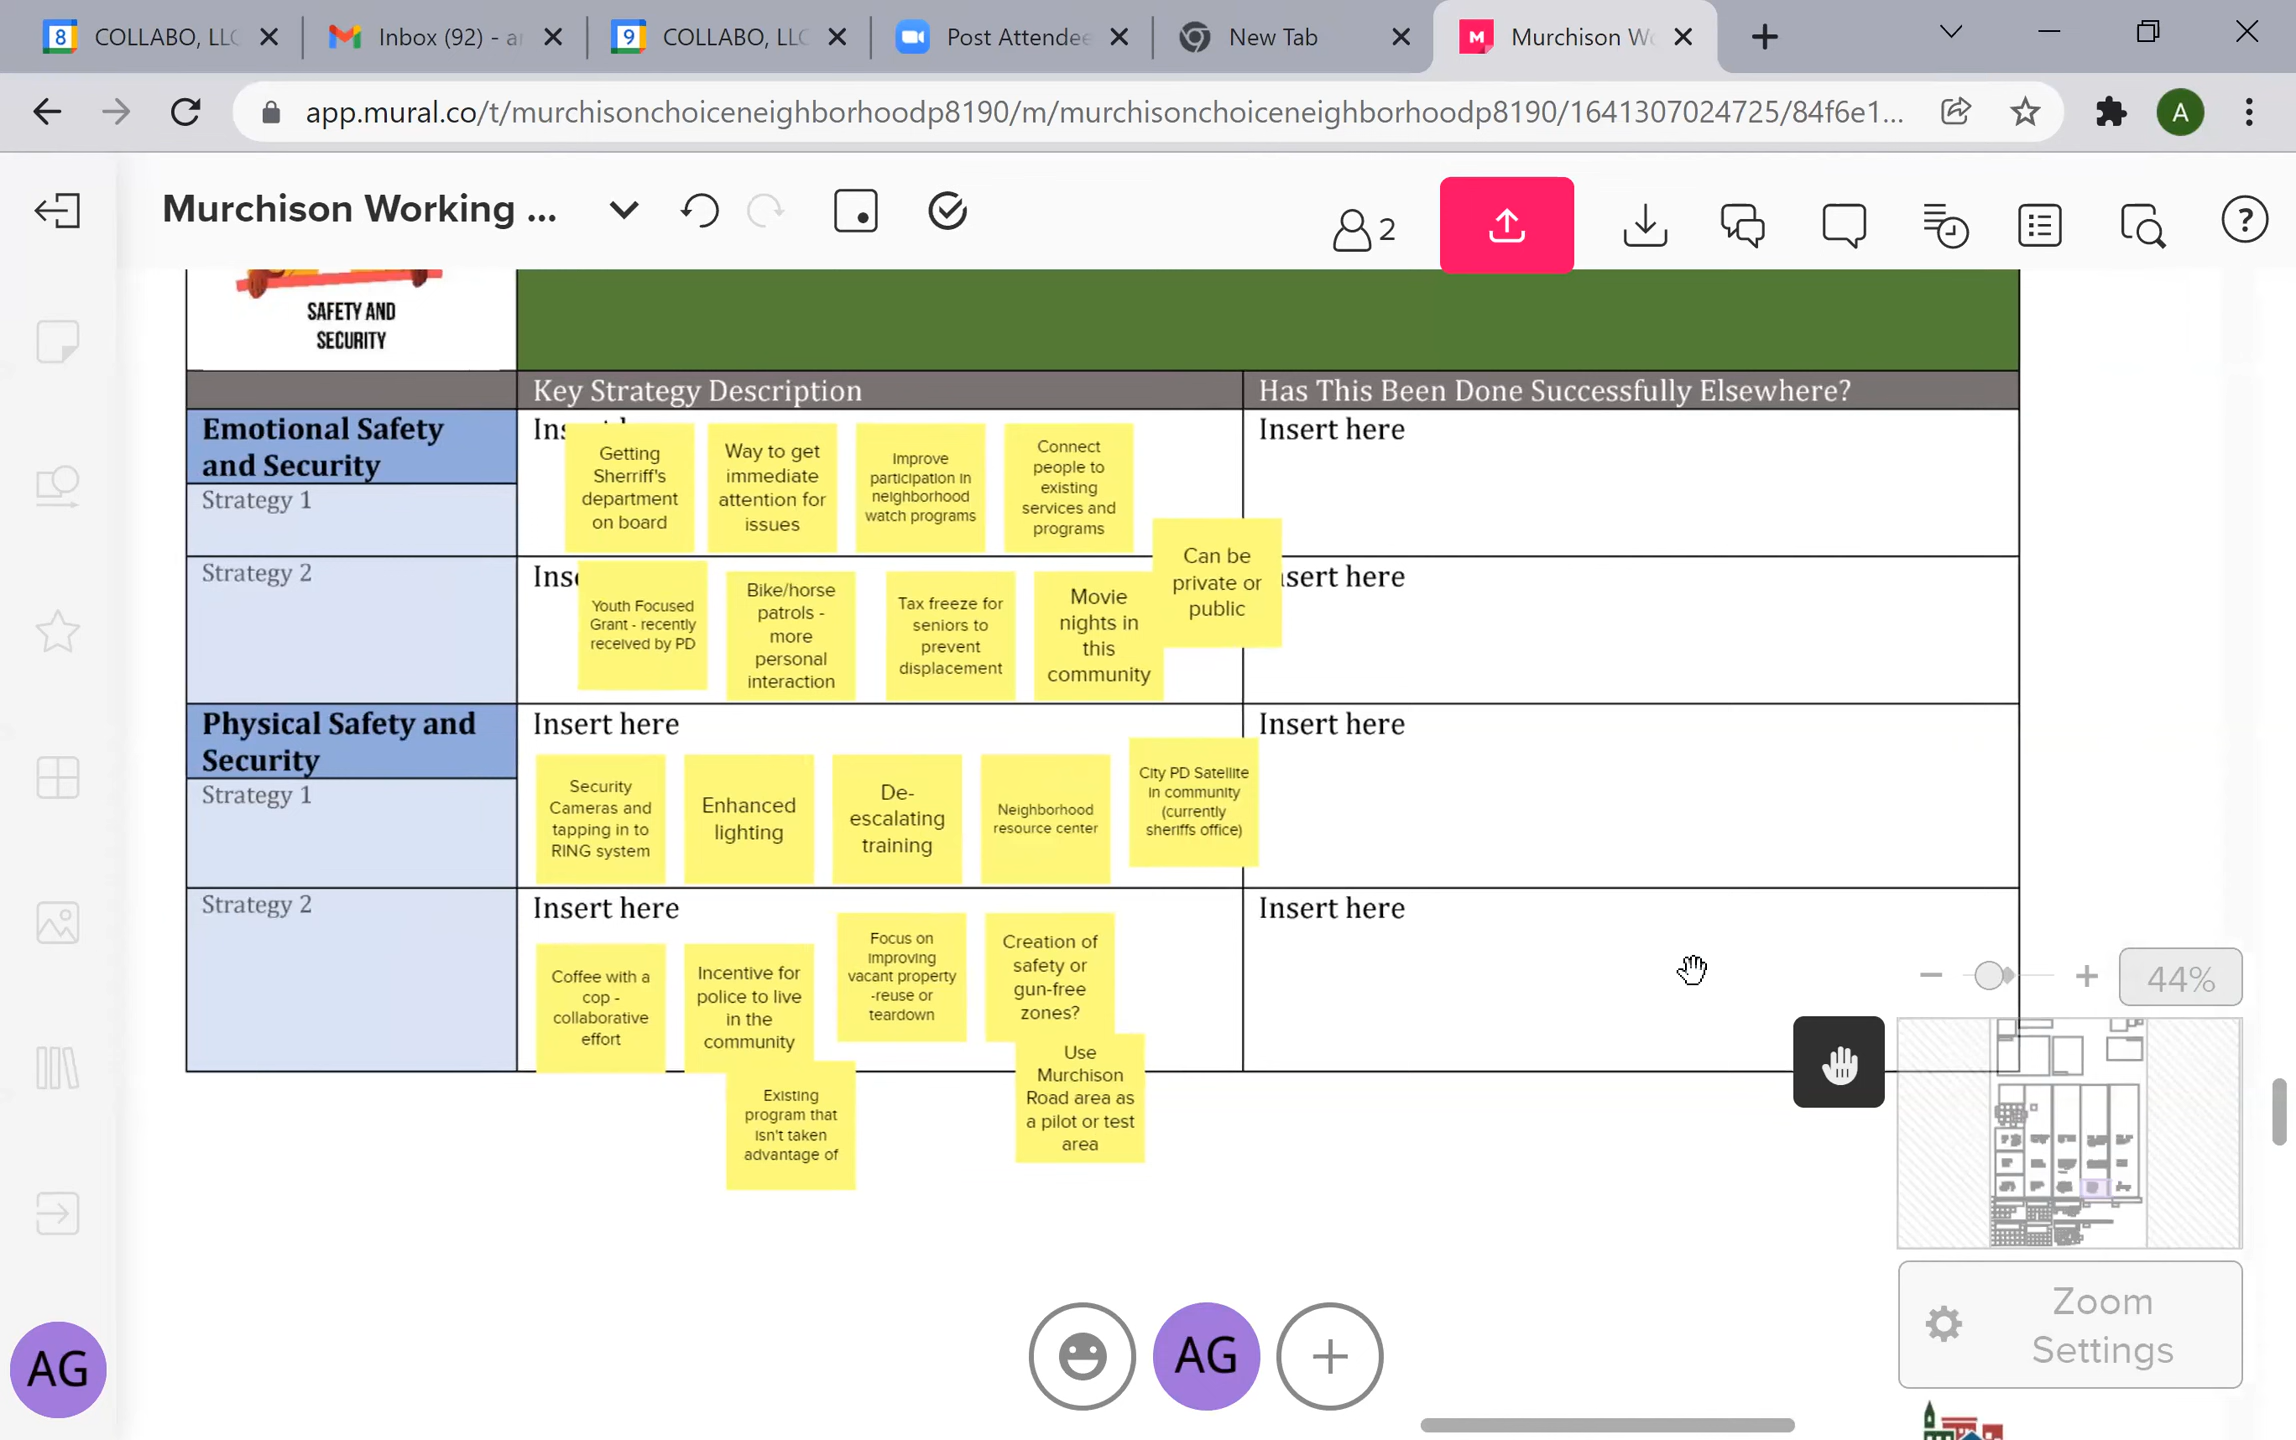 COLLABO, LLC
Inbox (92) - a
COLLABO, LLC
Post Attendee
New Tab
Murchison Wo
app.mural.co/t/murchisonchoiceneighborhoodp8190/m/murchisonchoiceneighborhoodp8190/1641307024725/84f6e1...
A
Murchison Working ...
2
SAFETY AND
SECURITY
Key Strategy Description
Has This Been Done Successfully Elsewhere?
Emotional Safety
and Security
Strategy 1
Ins
Getting
Sherriff's
department
on board
Way to get
immediate
attention for
issues
Improve
participation in
neighborhood
watch programs
Connect
people to
existing
services and
programs
Insert here
Strategy 2
Inse
Youth Focused
Grant - recently
received by PD
Bike/horse
patrols -
more
personal
interaction
Tax freeze for
seniors to
prevent
displacement
Movie
nights in
this
community
Can be
private or
public
nsert here
Physical Safety and
Security
Strategy 1
Insert here
Security
Cameras and
tapping in to
RING system
Enhanced
lighting
De-
escalating
training
Neighborhood
resource center
City PD Satellite
in community
(currently
sheriffs office)
Insert here
Strategy 2
Insert here
Coffee with a
cop -
collaborative
effort
Incentive for
police to live
in the
community
Focus on
improving
vacant property
-reuse or
teardown
Creation of
safety or
gun-free
zones?
Insert here
Existing
program that
isn't taken
advantage of
Use
Murchison
Road area as
a pilot or test
area
44%
Zoom
Settings
AG
AG